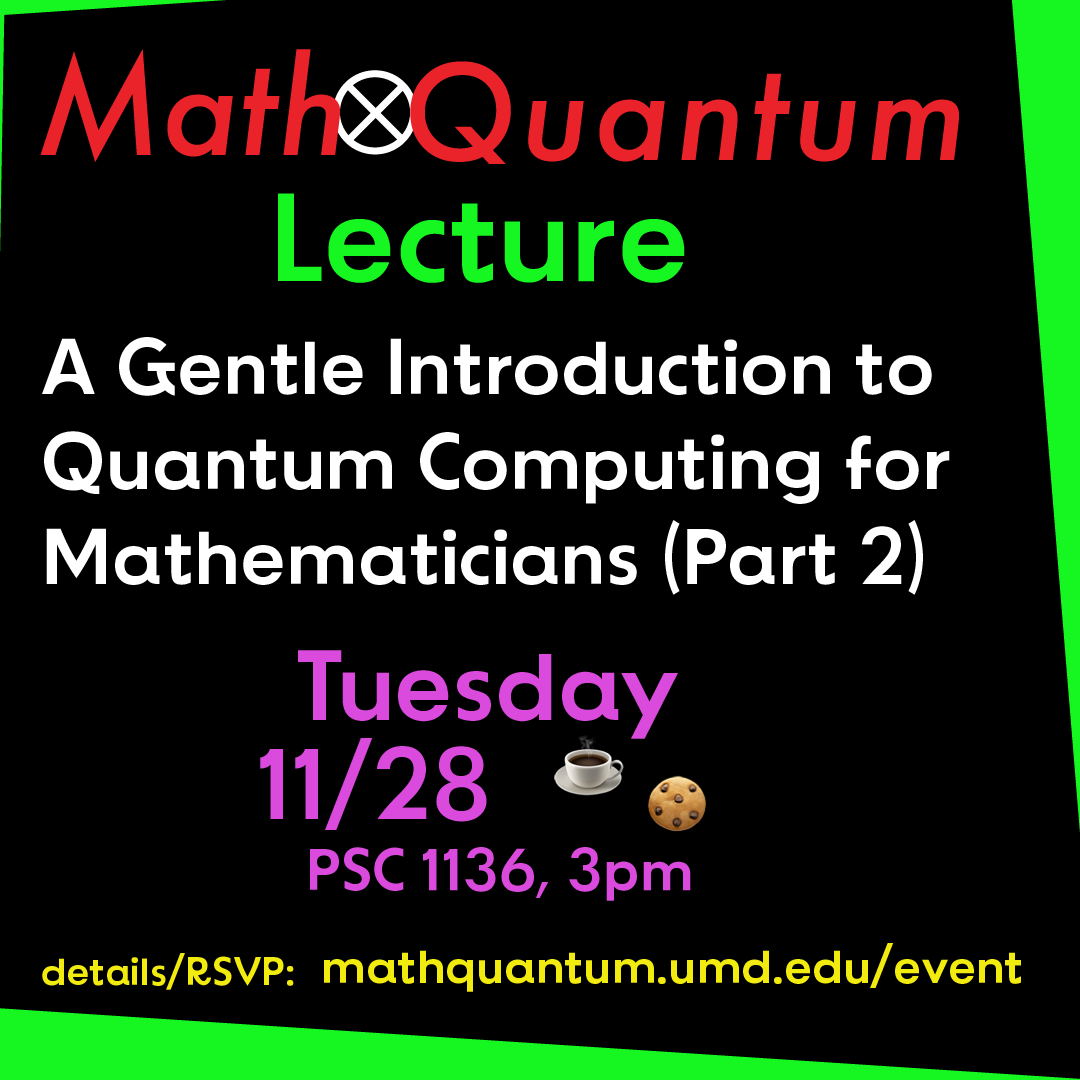 Math⊗Quantum
Lecture
A Gentle Introduction to
Quantum Computing for
Mathematicians (Part 2)
Tuesday
11/28
PSC 1136, 3pm
details/RSVP: mathquantum.umd.edu/event